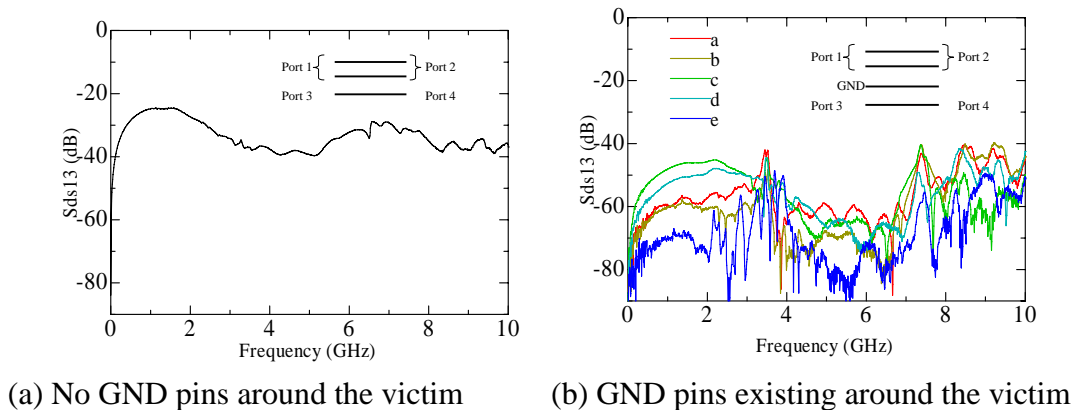 0
-20
-40
-60
-80
Sds13 (dB)
0 2 4 6 8 10
Frequency (GHz)
Port 1
Port 2
Port 3
Port 4
(a) No GND pins around the victim
0
-20
-40
-60
-80
Sds13 (dB)
0 2 4 6 8 10
Frequency (GHz)
a
b
c
d
e
Port 1
Port 2
GND
Port 3
Port 4
(b) GND pins existing around the victim